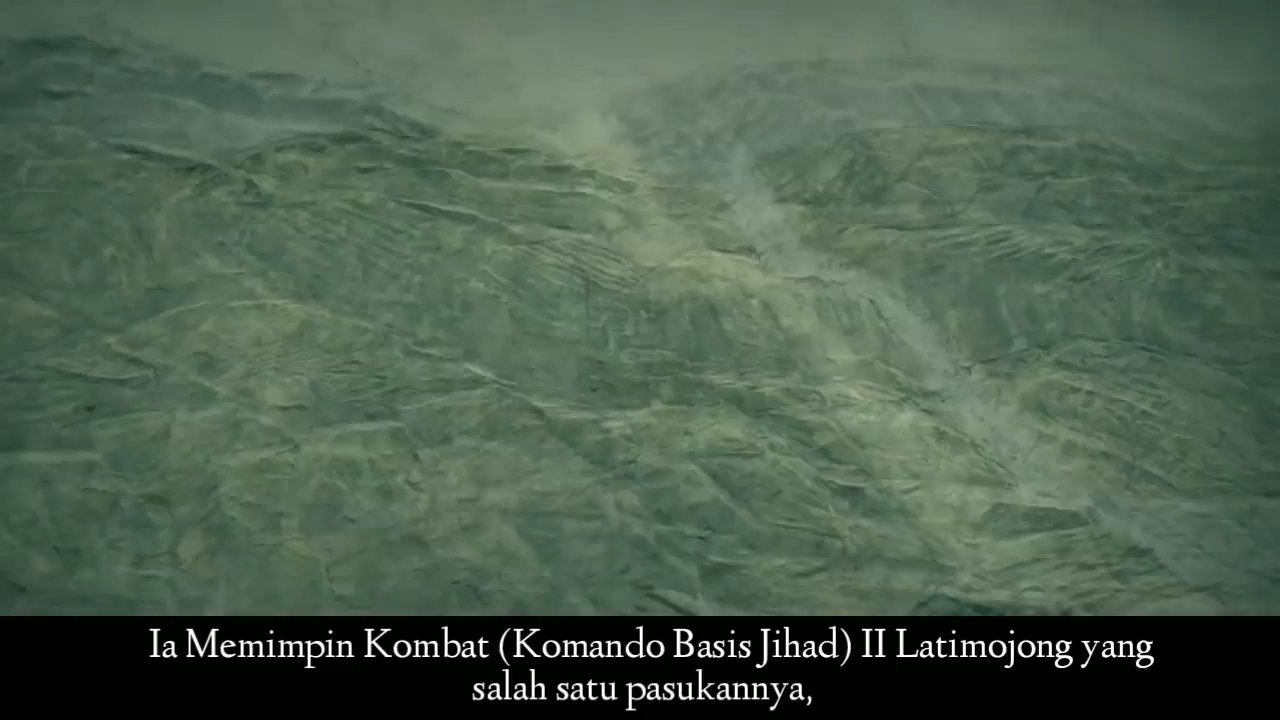 Ia Memimpin Kombat (Komando Basis Jihad) II Latimojong yang
salah satu pasukannya,